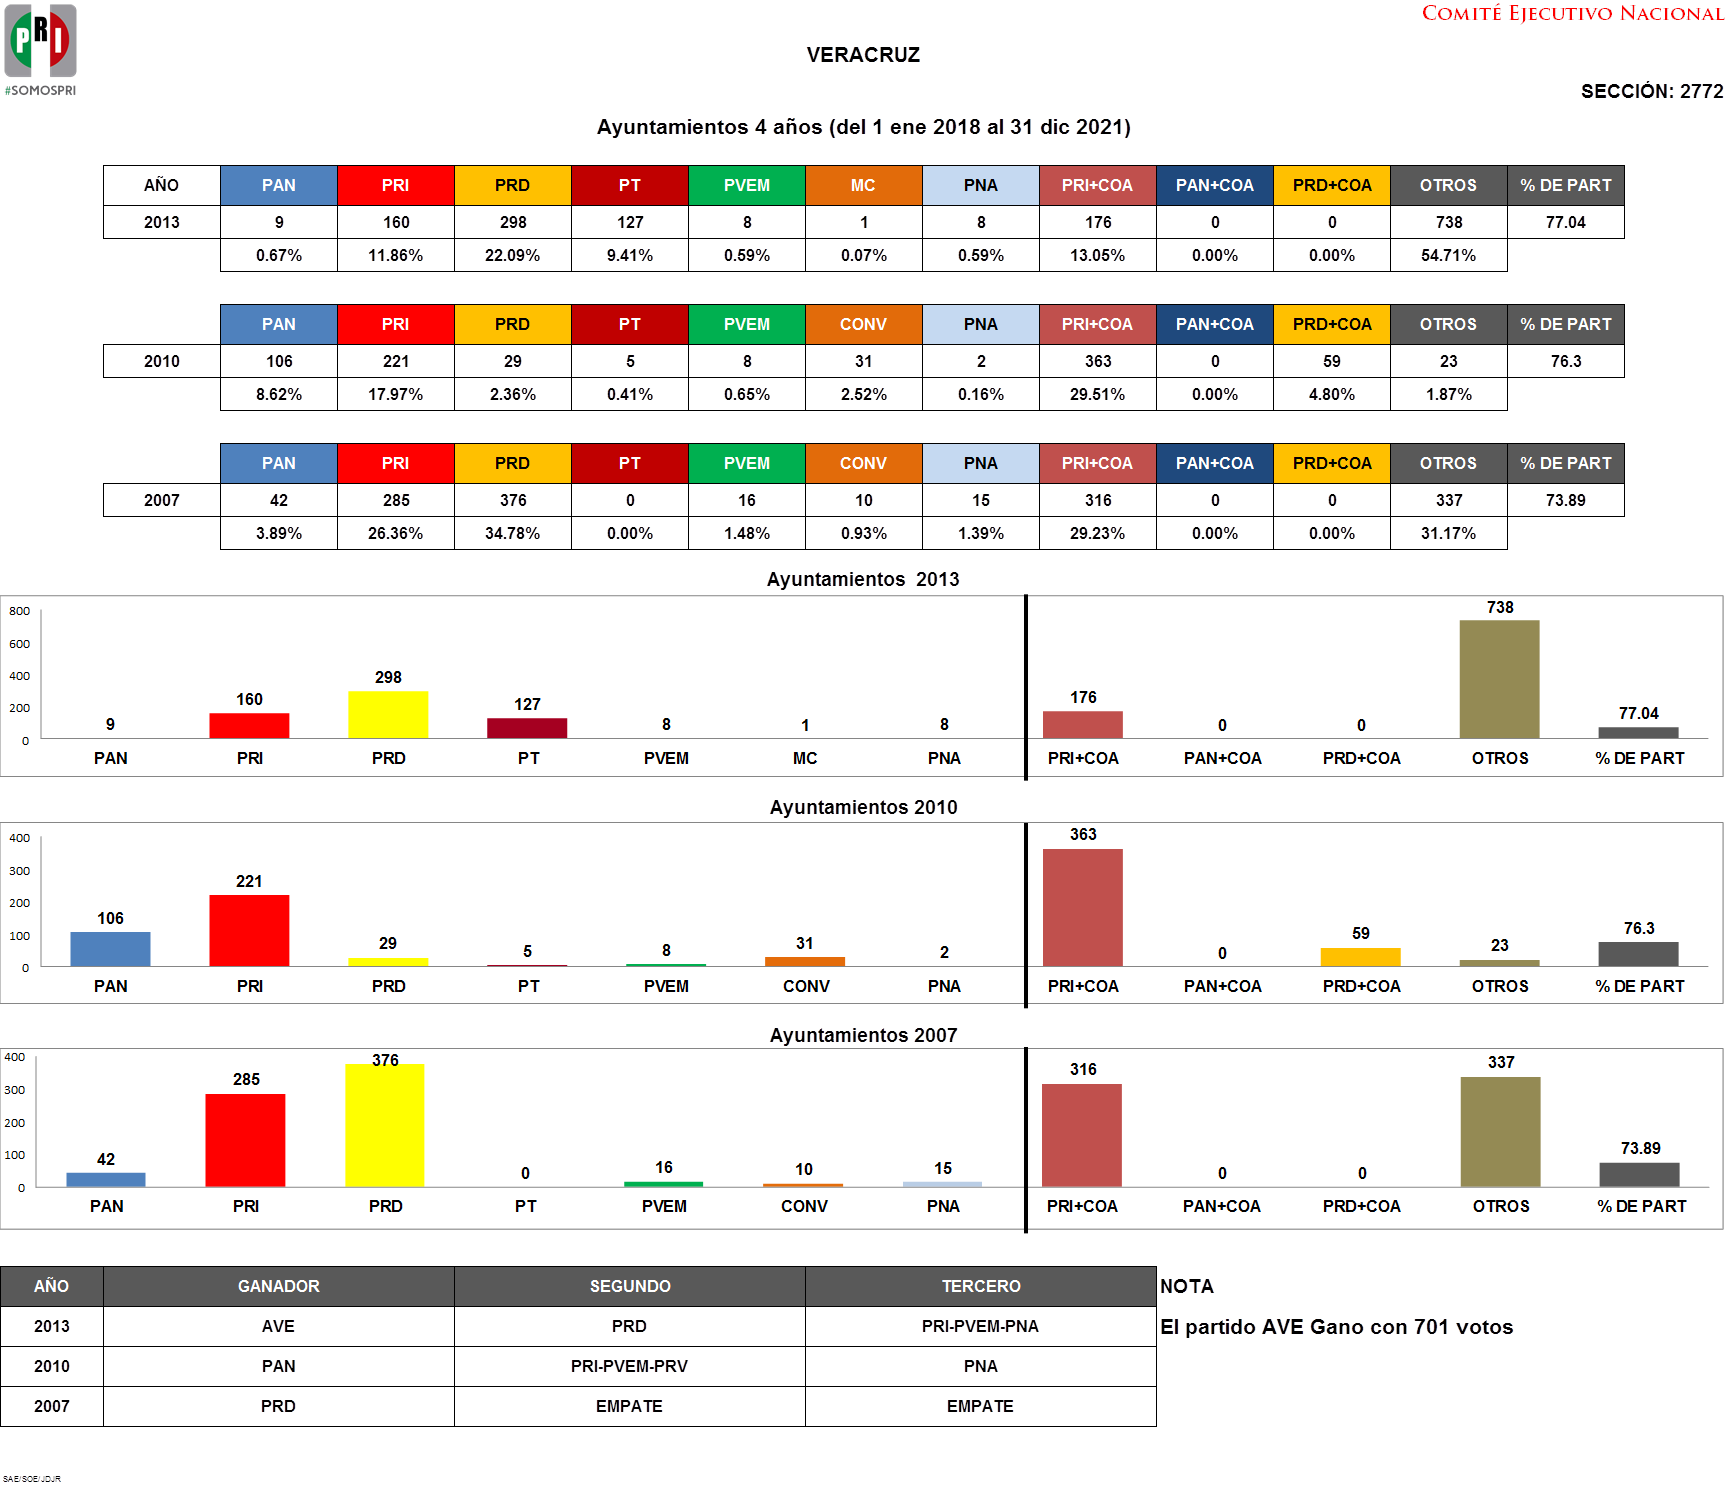 COMITÉ EJECUTIVO NACIONAL
PRI
#SOMOSPRI
VERACRUZ
SECCIÓN: 2772
Ayuntamientos 4 años (del 1 ene 2018 al 31 dic 2021)
AÑO PAN PRI PRD PT PVEM MC PNA PRI+COA PAN+COA PRD+COA OTROS % DE PART
2013 9 160 298 127 8 1 8 176 0 0 738 77.04
0.67% 11.86% 22.09% 9.41% 0.59% 0.07% 0.59% 13.05% 0.00% 0.00% 54.71%
PAN PRI PRD PT PVEM CONV PNA PRI+COA PAN+COA PRD+COA OTROS % DE PART
2010 106 221 29 5 8 31 2 363 0 59 23 76.3
8.62% 17.97% 2.36% 0.41% 0.65% 2.52% 0.16% 29.51% 0.00% 4.80% 1.87%
PAN PRI PRD PT PVEM CONV PNA PRI+COA PAN+COA PRD+COA OTROS % DE PART
2007 42 285 376 0 16 10 15 316 0 0 337 73.89
3.89% 26.36% 34.78% 0.00% 1.48% 0.93% 1.39% 29.23% 0.00% 0.00% 31.17%
Ayuntamientos 2013
800
600
400
200
0
9 160 298 127 8 1 8 176 0 0 738 77.04
PAN PRI PRD PT PVEM MC PNA PRI+COA PAN+COA PRD+COA OTROS % DE PART
Ayuntamientos 2010
400
300
200
100
0
106 221 29 5 8 31 2 363 0 59 23 76.3
PAN PRI PRD PT PVEM CONV PNA PRI+COA PAN+COA PRD+COA OTROS % DE PART
Ayuntamientos 2007
400
300
200
100
0
42 285 376 0 16 10 15 316 0 0 337 73.89
PAN PRI PRD PT PVEM CONV PNA PRI+COA PAN+COA PRD+COA OTROS % DE PART
AÑO GANADOR SEGUNDO TERCERO NOTA
2013 AVE PRD PRI-PVEM-PNA El partido AVE Gano con 701 votos
2010 PAN PRI-PVEM-PRV PNA
2007 PRD EMPATE EMPATE
SAE/SOE/JDJR